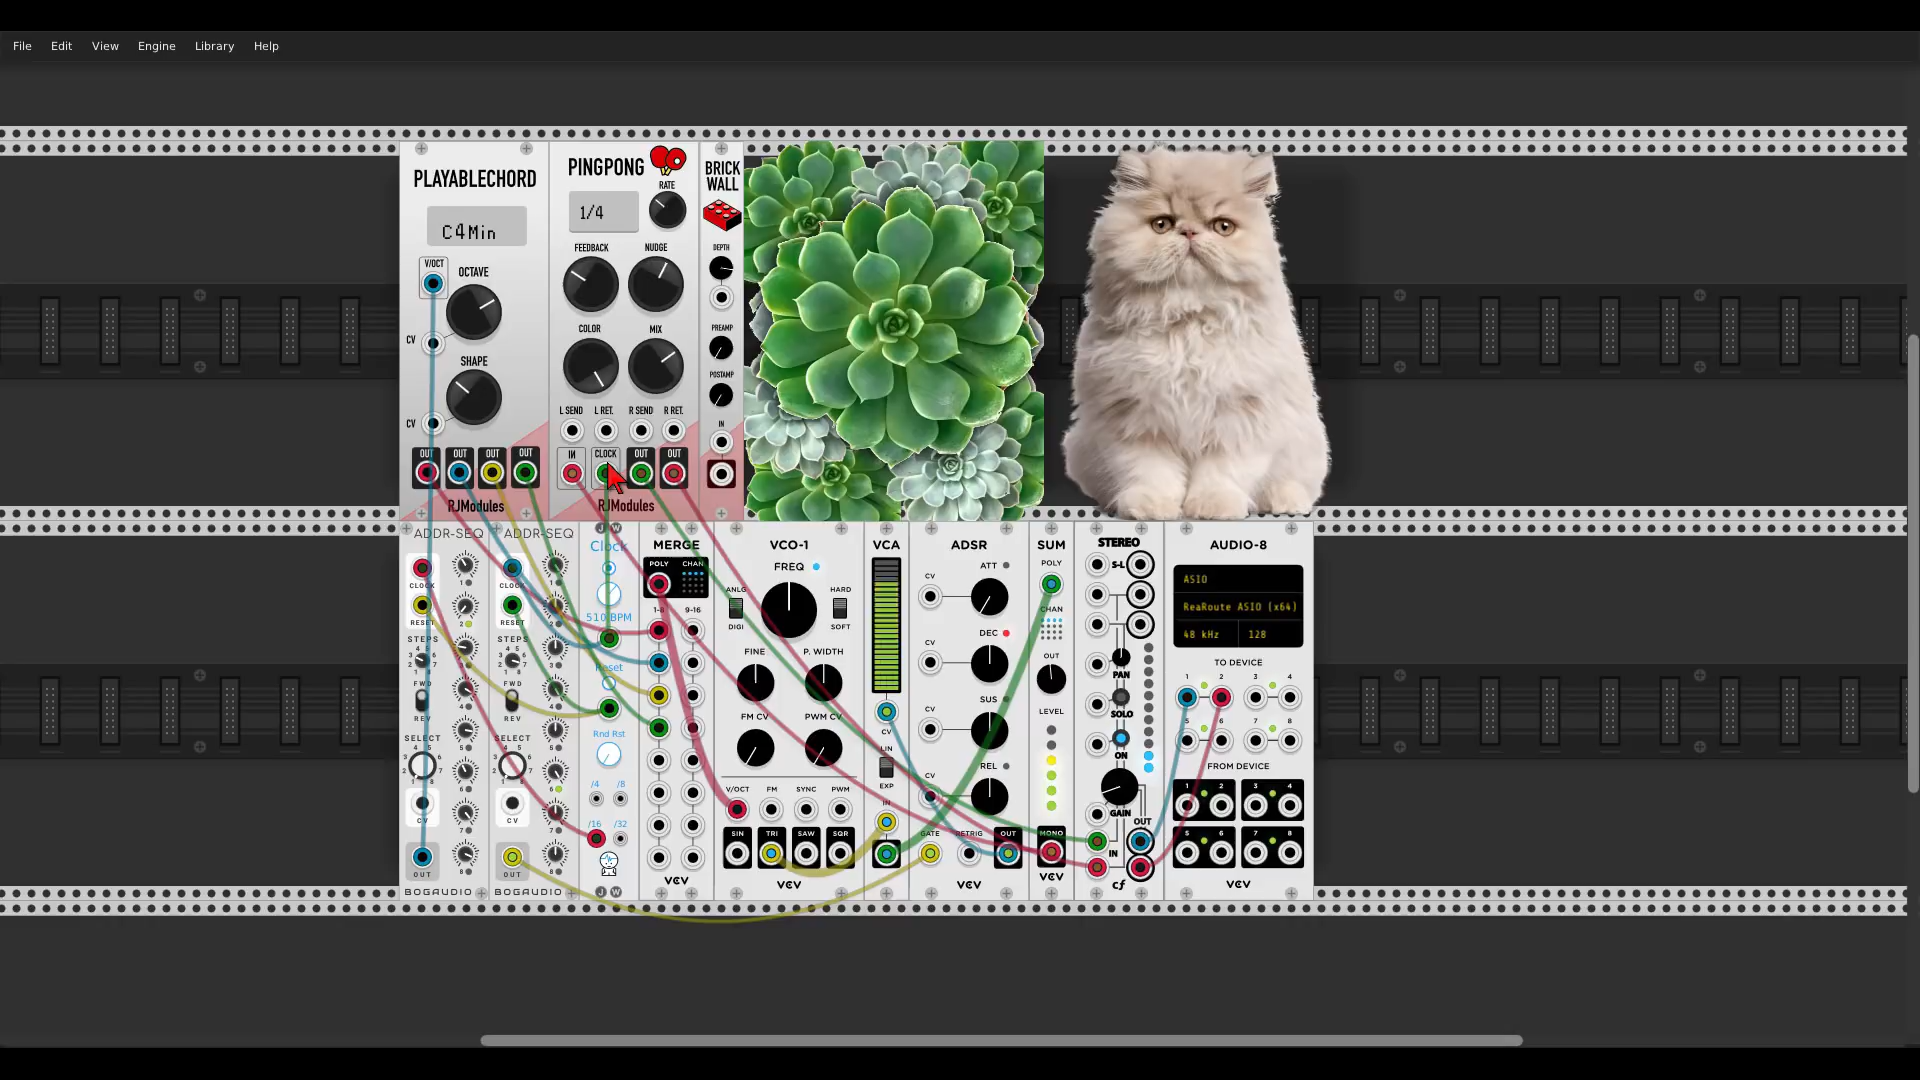 File Edit View Engine Library Help
PLAYABLECHORD
C4Min
V/OCT
OCTAVE
CV
SHAPE
CV
OUT OUT OUT OUT
RJModules
PINGPONG
RATE
1/4
FEEDBACK NUDGE
COLOR MIX
L SEND L RET. R SEND R RET.
IN CLOCK OUT OUT
RJModules
BRICK
WALL
DEPTH
PREAMP
POSTAMP
IN
ADDR-SEQ
CLOCK
RESET
STEPS
FWD
REV
SELECT
CV
OUT
BOGAUDIO
ADDR-SEQ
CLOCK
RESET
STEPS
FWD
REV
SELECT
CV
OUT
BOGAUDIO
J W
Clock
510 BPM
Reset
Rnd Rst
/4 /8
/16 /32
J W
MERGE
POLY CHAN
1-8 9-16
VCV
VCO-1
FREQ
ANLG HARD
DIGI SOFT
FINE P. WIDTH
FM CV PWM CV
V/OCT FM SYNC PWM
SIN TRI SAW SQR
VCV
VCA
CV
LIN
EXP
IN
VCV
ADSR
CV ATT
CV DEC
CV SUS
CV REL
GATE RETRIG OUT
VCV
SUM
POLY
CHAN
OUT
LEVEL
MONO
VCV
STEREO
S-L
PAN
SOLO
ON
GAIN
OUT
IN
cf
AUDIO-8
ASIO
ReaRoute ASIO (x64)
48 kHz 128
TO DEVICE
1 2 3 4
5 6 7 8
FROM DEVICE
1 2 3 4
5 6 7 8
VCV